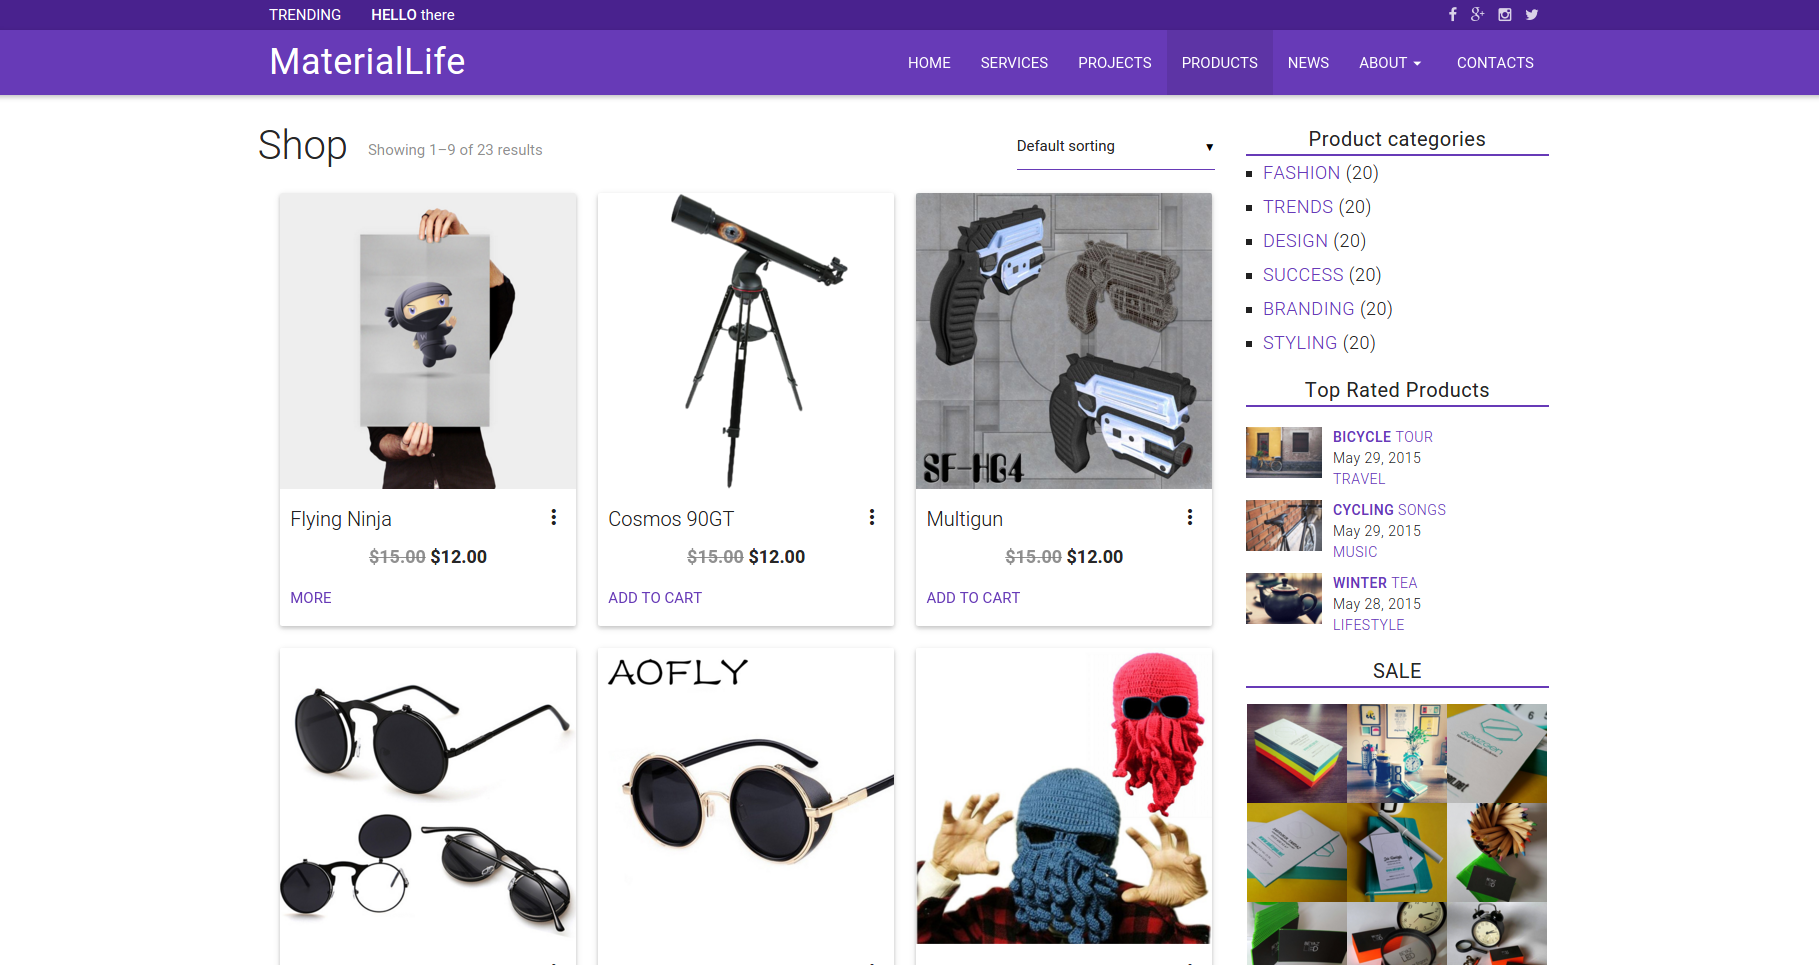 TRENDING HELLO there
MaterialLife
HOME SERVICES PROJECTS PRODUCTS NEWS ABOUT CONTACTS
Shop Showing 1–9 of 23 results
Default sorting
SF-HG4
Flying Ninja
$15.00 $12.00
MORE
Cosmos 90GT
$15.00 $12.00
ADD TO CART
Multigun
$15.00 $12.00
ADD TO CART
AOFLY
Product categories
FASHION (20)
TRENDS (20)
DESIGN (20)
SUCCESS (20)
BRANDING (20)
STYLING (20)
Top Rated Products
BICYCLE TOUR
May 29, 2015
TRAVEL
CYCLING SONGS
May 29, 2015
MUSIC
WINTER TEA
May 28, 2015
LIFESTYLE
SALE